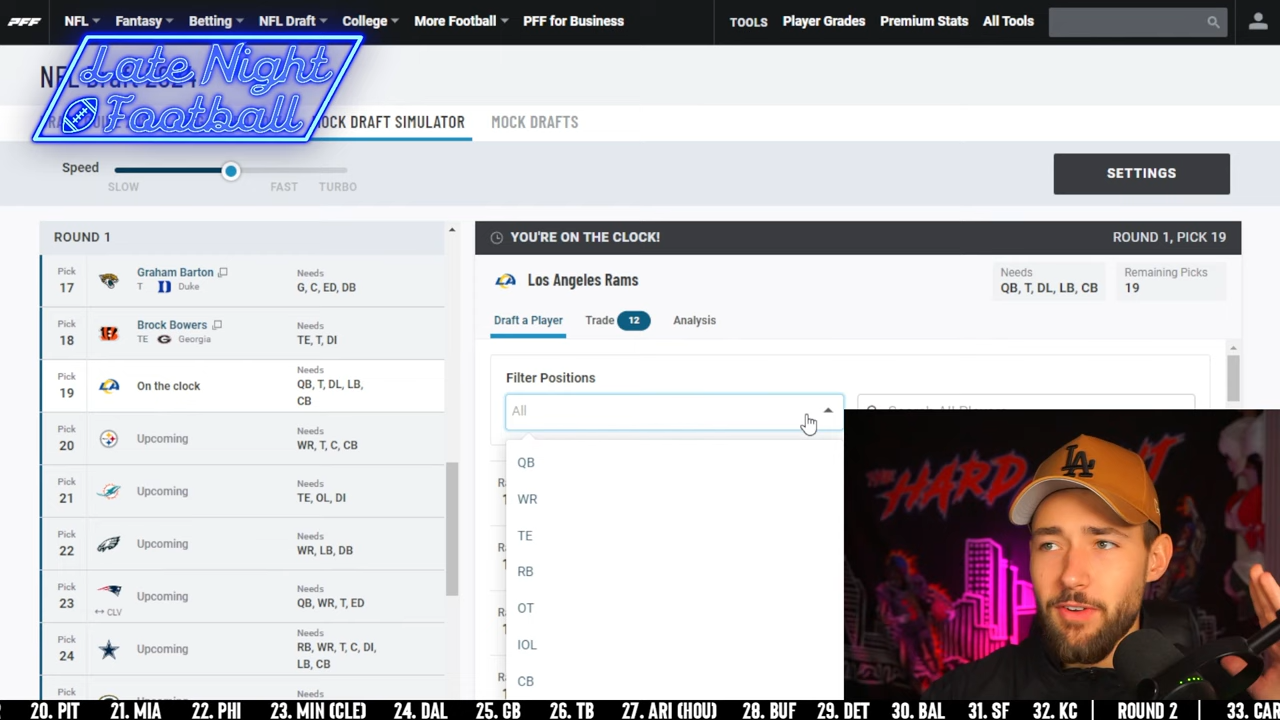 PFF NFL Fantasy Betting NFL Draft College More Football PFF for Business TOOLS Player Grades Premium Stats All Tools
Late Night
Football
MOCK DRAFT SIMULATOR MOCK DRAFTS
Speed
SLOW FAST TURBO
SETTINGS
ROUND 1
Pick 17
Graham Barton
T Duke
Needs
G, C, ED, DB
Pick 18
Brock Bowers
TE Georgia
Needs
TE, T, DI
Pick 19
On the clock
Needs
QB, T, DL, LB,
CB
Pick 20
Upcoming
Needs
WR, T, C, CB
Pick 21
Upcoming
Needs
TE, OL, DI
Pick 22
Upcoming
Needs
WR, LB, DB
Pick 23
↔ CLV
Upcoming
Needs
QB, WR, T, ED
Pick 24
Upcoming
Needs
RB, WR, T, C, DI,
LB, CB
Pick
Needs
YOU'RE ON THE CLOCK! ROUND 1, PICK 19
Los Angeles Rams
Needs
QB, T, DL, LB, CB
Remaining Picks
19
Draft a Player Trade 12 Analysis
Filter Positions
All
QB
WR
TE
RB
OT
IOL
CB
LA
20. PIT 21. MIA 22. PHI 23. MIN (CLE) 24. DAL 25. GB 26. TB 27. ARI (HOU) 28. BUF 29. DET 30. BAL 31. SF 32. KC ROUND 2 33. CAR